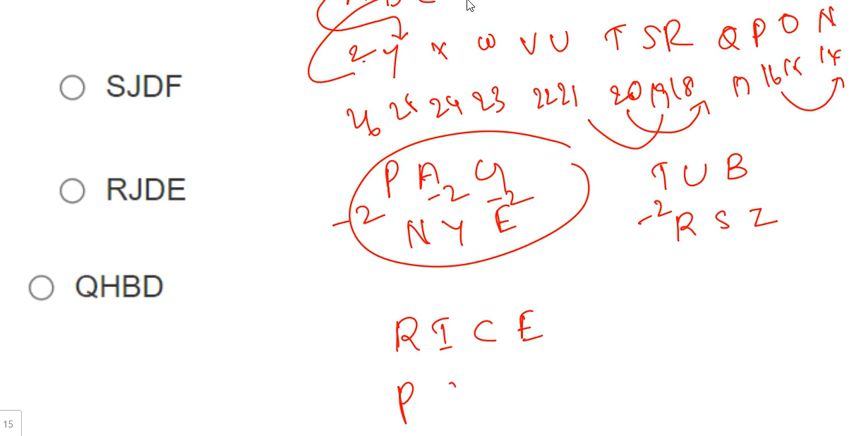 Z Y X W V U T S R Q P O N
26 25 24 23 22 21 20 19 18 17 16 15 14
SJDF
P A G T U B
-2 -2 -2 -2
RJDE
N Y E R S Z
QHBD
R I C E
P
15